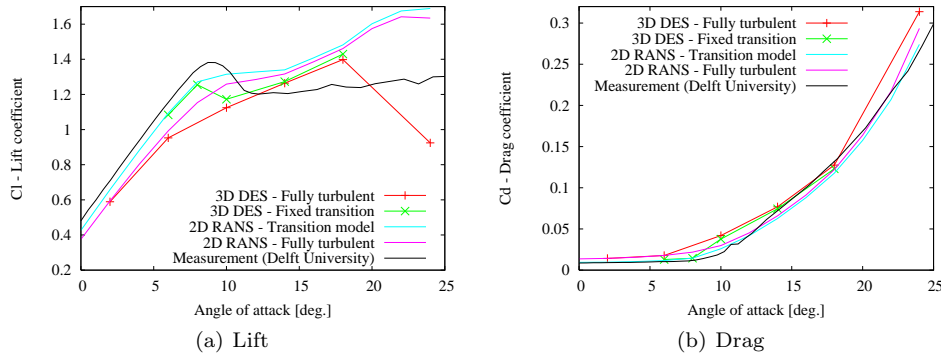 Cl - Lift coefficient
1.6
1.4
1.2
1
0.8
0.6
0.4
0.2
3D DES - Fully turbulent
3D DES - Fixed transition
2D RANS - Transition model
2D RANS - Fully turbulent
Measurement (Delft University)
0 5 10 15 20 25
Angle of attack [deg.]
(a) Lift
Cd - Drag coefficient
0.3
0.25
0.2
0.15
0.1
0.05
0
3D DES - Fully turbulent
3D DES - Fixed transition
2D RANS - Transition model
2D RANS - Fully turbulent
Measurement (Delft University)
0 5 10 15 20 25
Angle of attack [deg.]
(b) Drag